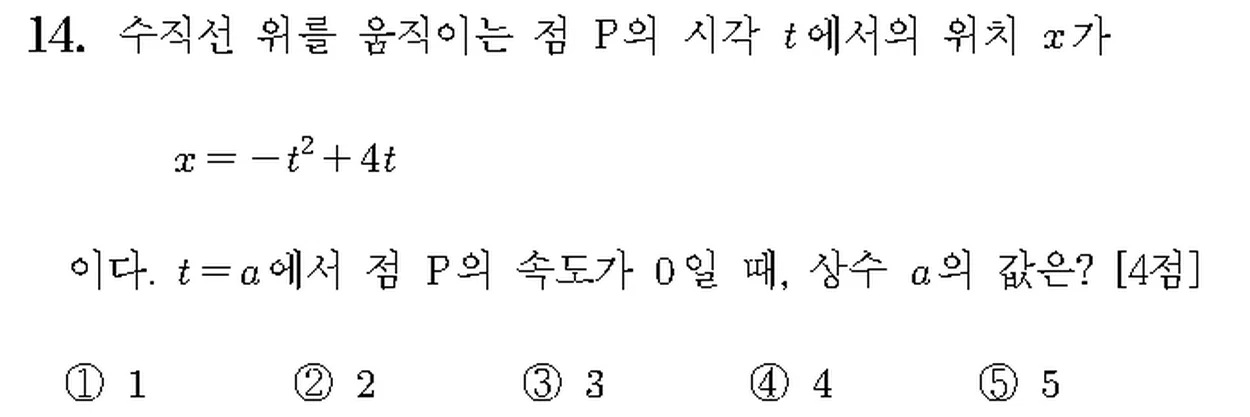 14. 수직선 위를 움직이는 점 P의 시각 t에서의 위치 x가
x = −t² + 4t
이다. t = a에서 점 P의 속도가 0일 때, 상수 a의 값은? [4점]
① 1 ② 2 ③ 3 ④ 4 ⑤ 5